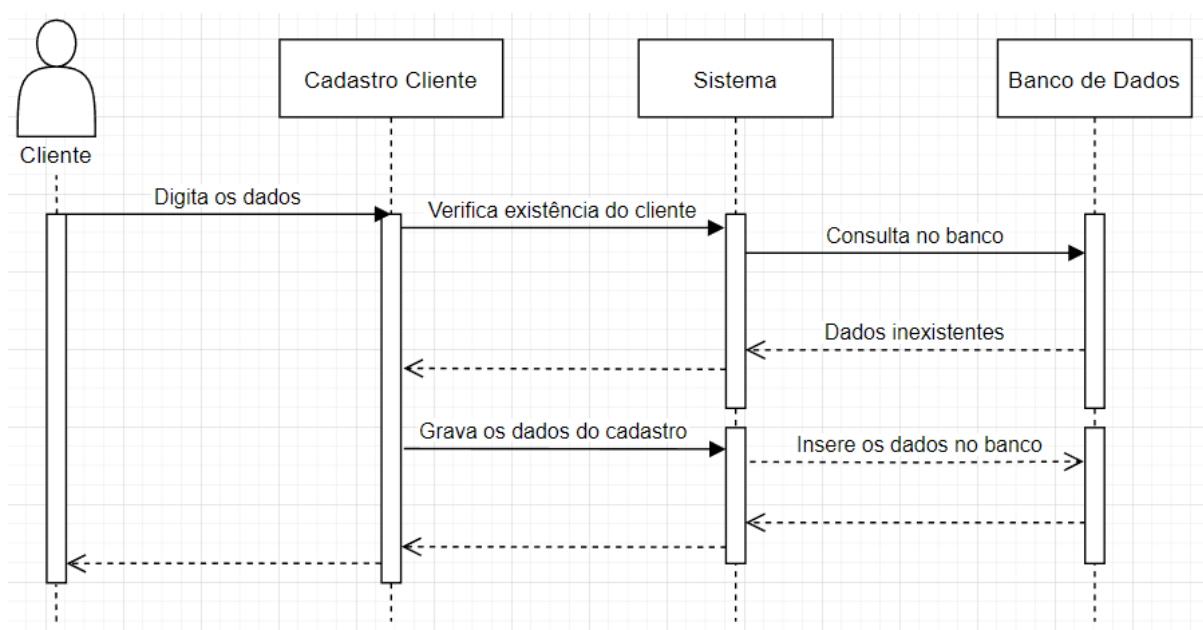 Cadastro Cliente
Sistema
Banco de Dados
Cliente
Digita os dados
Verifica existência do cliente
Consulta no banco
Dados inexistentes
Grava os dados do cadastro
Insere os dados no banco